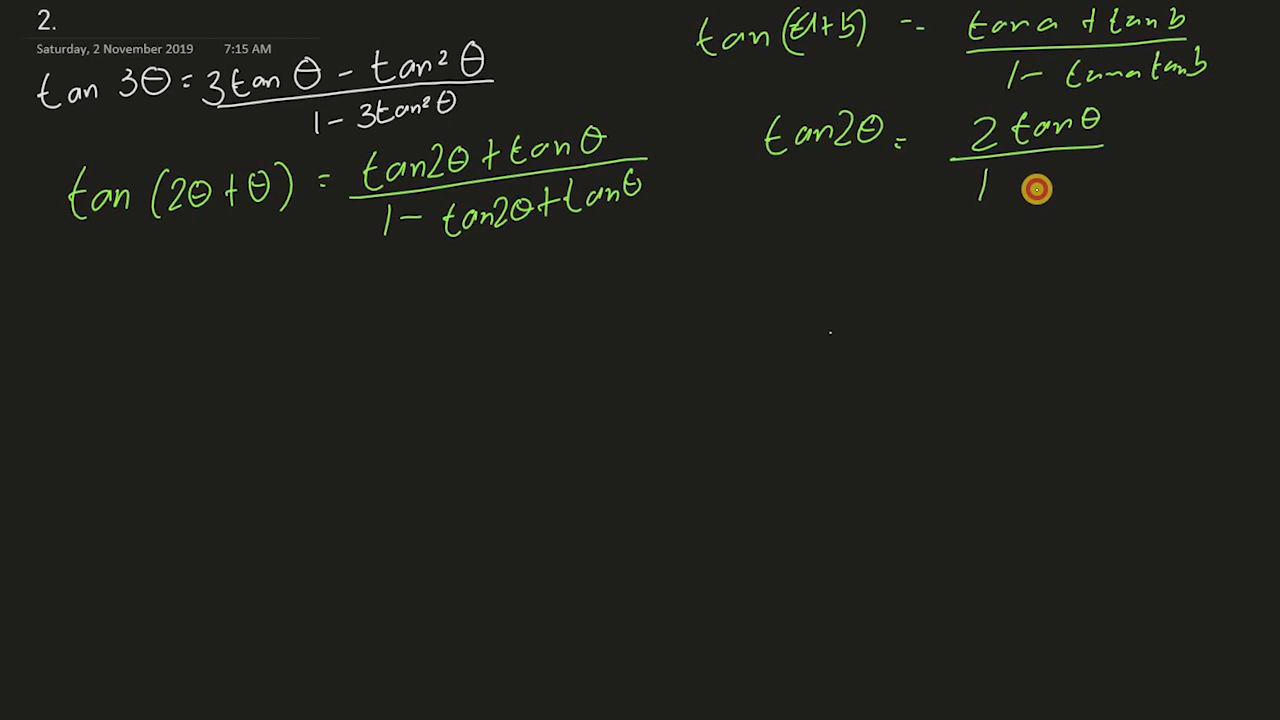 2.
Saturday, 2 November 2019 7:15 AM
tan 3θ = (3tan θ - tan² θ) / (1 - 3tan² θ)
tan (2θ + θ) = (tan2θ + tan θ) / (1 - tan2θ + tanθ)
tan (a+b) = (tan a + tan b) / (1 - tan a tan b)
tan2θ = 2 tan θ / 1